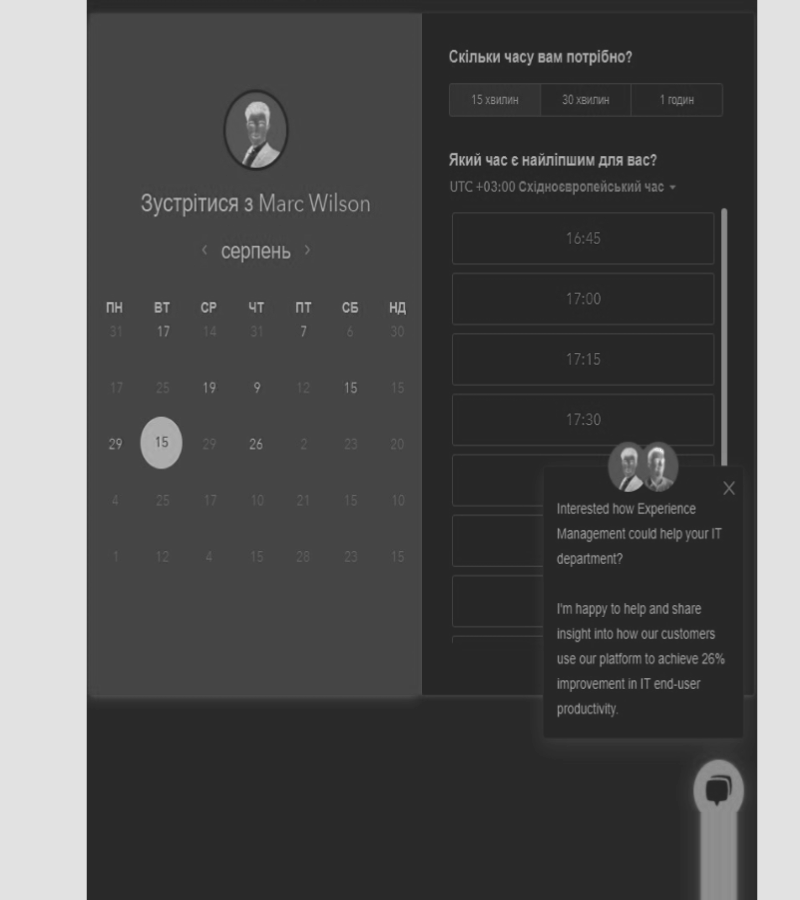 Зустрітися з Marc Wilson
серпень
ПН ВТ СР ЧТ ПТ СБ НД
31 17 14 31 7 6 30
17 25 19 9 12 15 15
29 15 29 26 2 23 20
4 25 17 10 21 15 10
1 12 4 15 28 23 15
Скільки часу вам потрібно?
15 хвилин 30 хвилин 1 годин
Який час є найліпшим для вас?
UTC +03:00 Східноєвропейський час
16:45
17:00
17:15
17:30
X
Interested how Experience
Management could help your IT
department?
I'm happy to help and share
insight into how our customers
use our platform to achieve 26%
improvement in IT end-user
productivity.